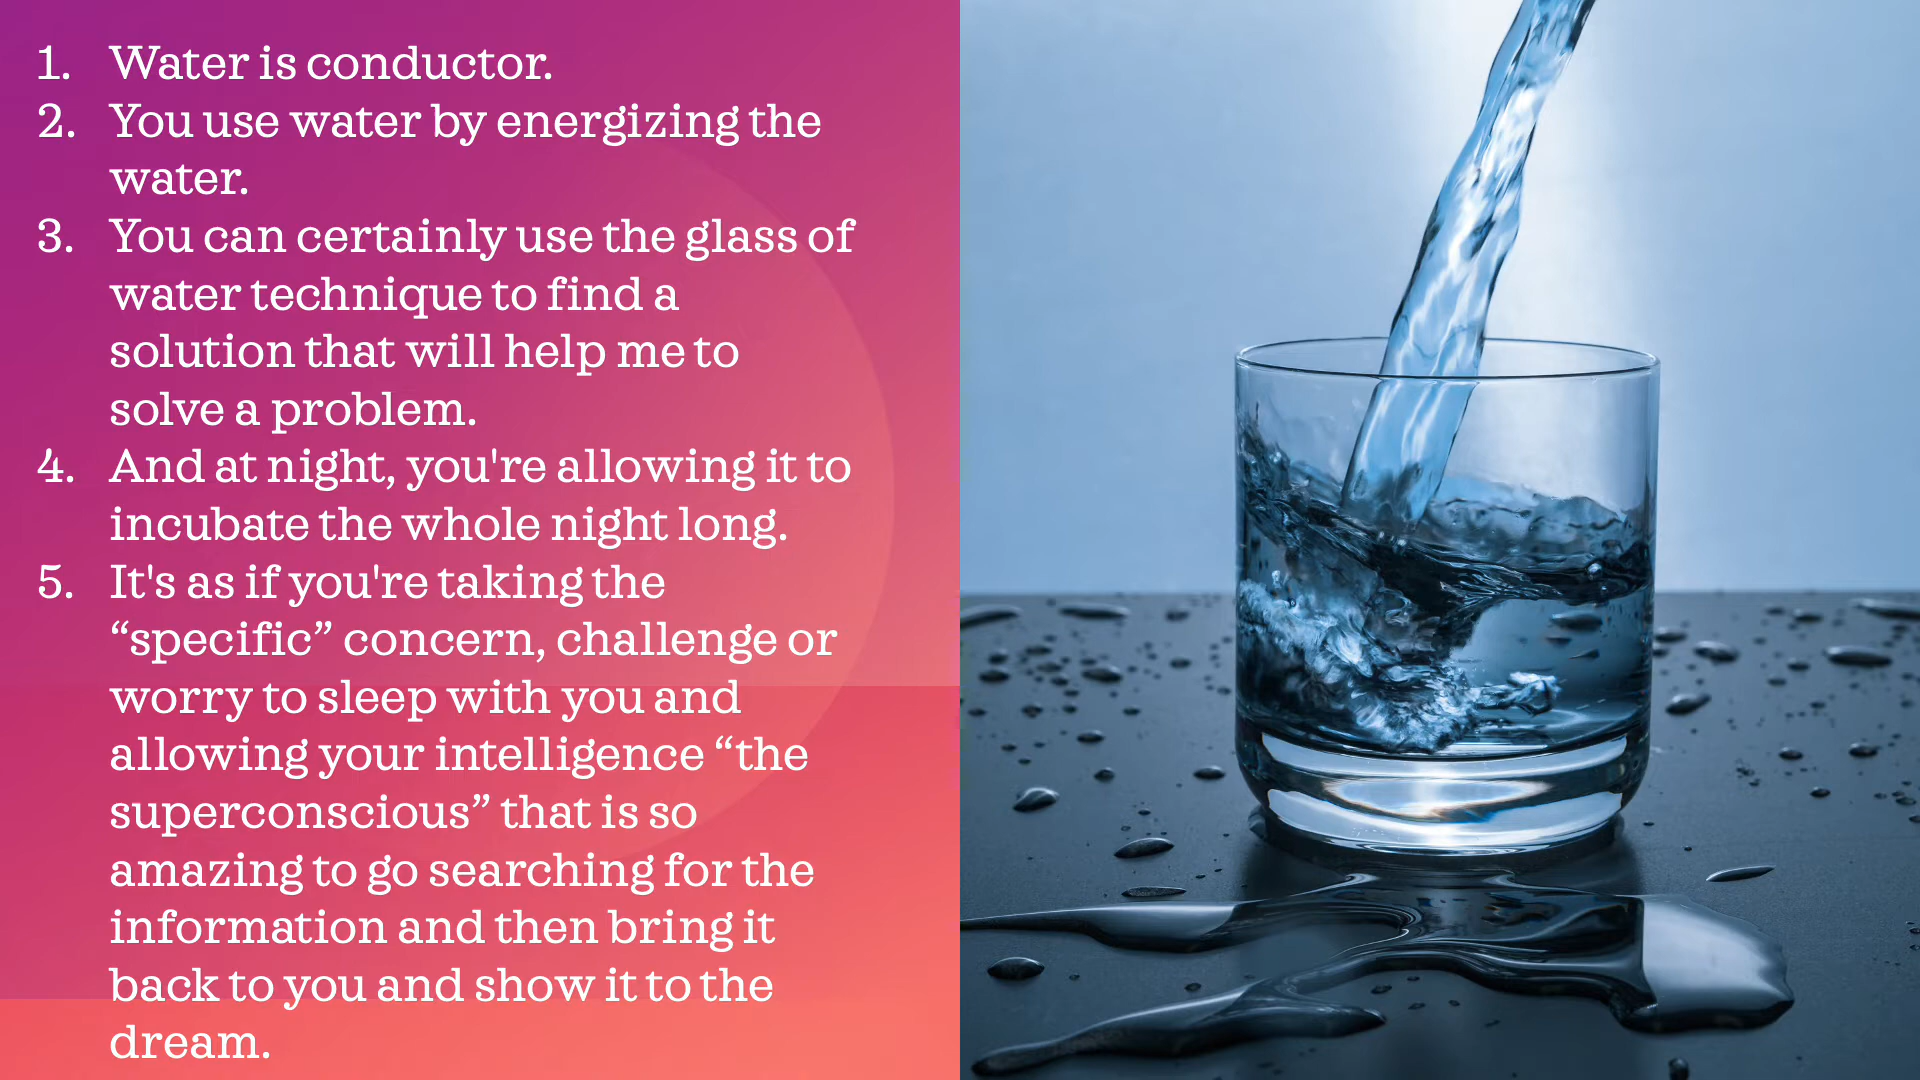 1. Water is conductor.
2. You use water by energizing the
water.
3. You can certainly use the glass of
water technique to find a
solution that will help me to
solve a problem.
4. And at night, you're allowing it to
incubate the whole night long.
5. It's as if you're taking the
“specific” concern, challenge or
worry to sleep with you and
allowing your intelligence “the
superconscious” that is so
amazing to go searching for the
information and then bring it
back to you and show it to the
dream.